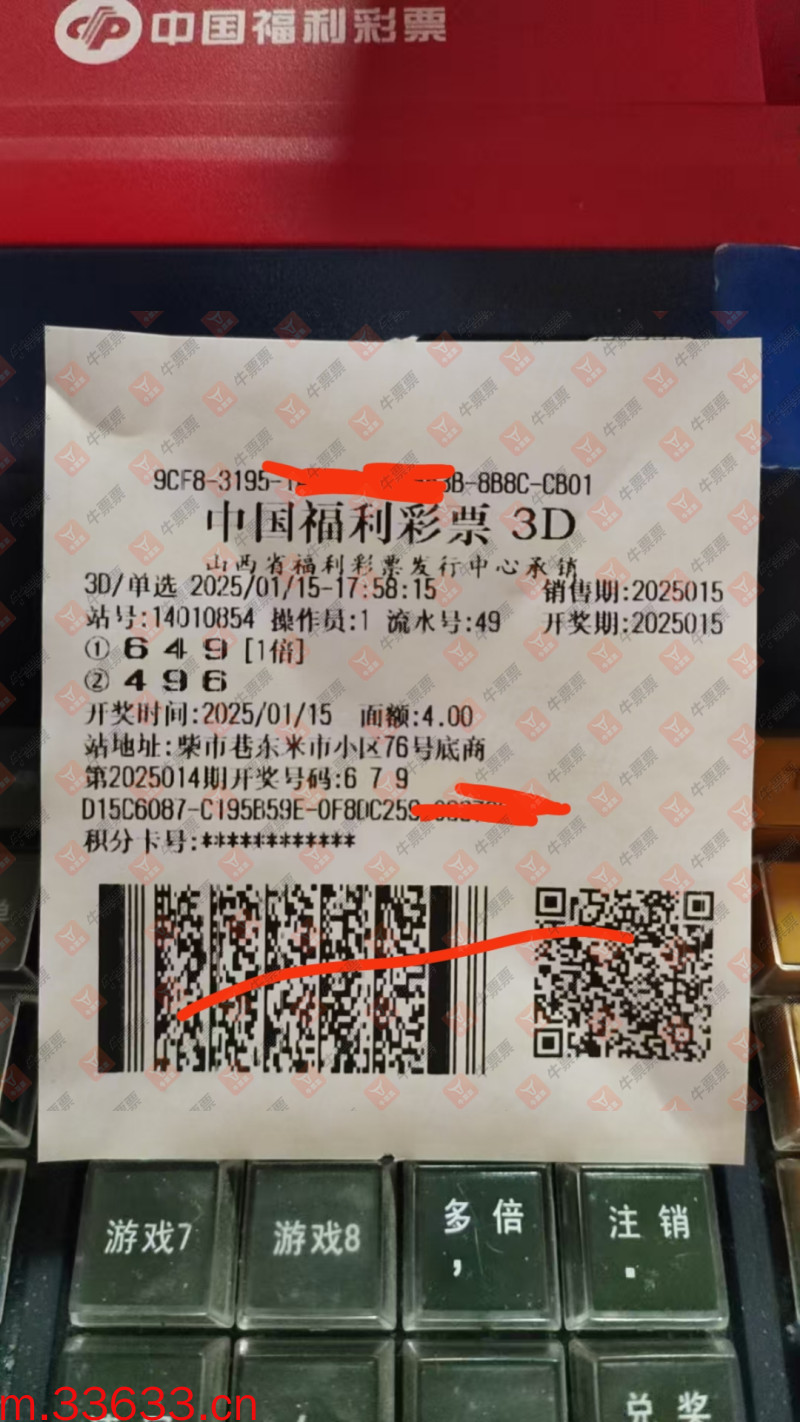 中国福利彩票
9CF8-3195-1 3B-8B8C-CB01
中国福利彩票 3D
山西省福利彩票发行中心承销
3D/单选 2025/01/15-17:58:15 销售期:2025015
站号:14010854 操作员:1 流水号:49 开奖期:2025015
① 6 4 9 [1倍]
② 4 9 6
开奖时间:2025/01/15 面额:4.00
站地址:柴市巷东米市小区76号底商
第2025014期开奖号码:6 7 9
D15C6087-C195B59E-0F8DC259
积分卡号:************
牛票票
游戏7
游戏8
多倍
,
注销
.
兑奖
m.33633.cn